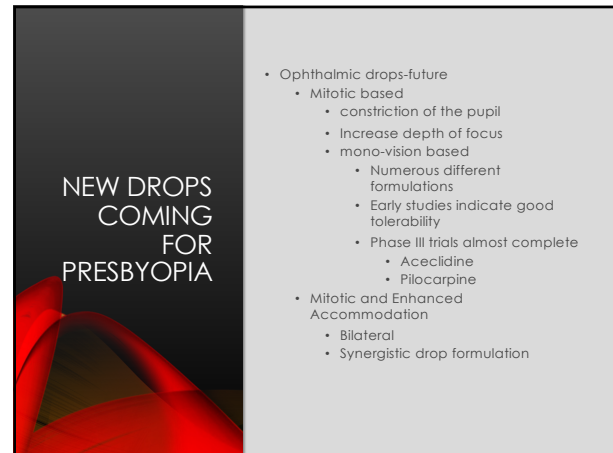 NEW DROPS
COMING
FOR
PRESBYOPIA
• Ophthalmic drops-future
• Mitotic based
• constriction of the pupil
• Increase depth of focus
• mono-vision based
• Numerous different
formulations
• Early studies indicate good
tolerability
• Phase III trials almost complete
• Aceclidine
• Pilocarpine
• Mitotic and Enhanced
Accommodation
• Bilateral
• Synergistic drop formulation